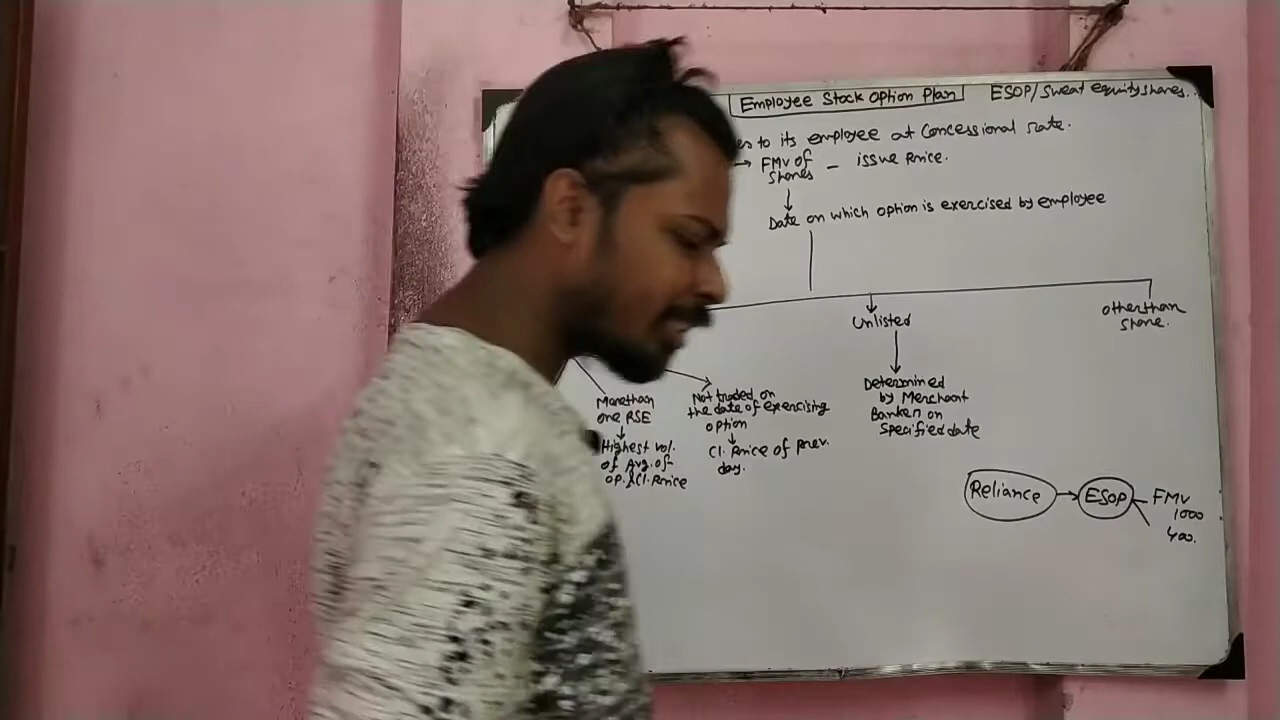 Employee Stock Option Plan ESOP/Sweat equity shares..
es to its employee at Concessional rate.
FMV of
shares - issue Price.
Date on which option is exercised by employee
Unlisted
Other than
Share.
More than
one RSE
Highest vol.
of Avg. of
OP. & Cl. Price
Not traded on
the date of exercising
option
Cl. Price of prev.
day.
Determined
by Merchant
Banker on
Specified date
Reliance ESOP FMV
1000
400.